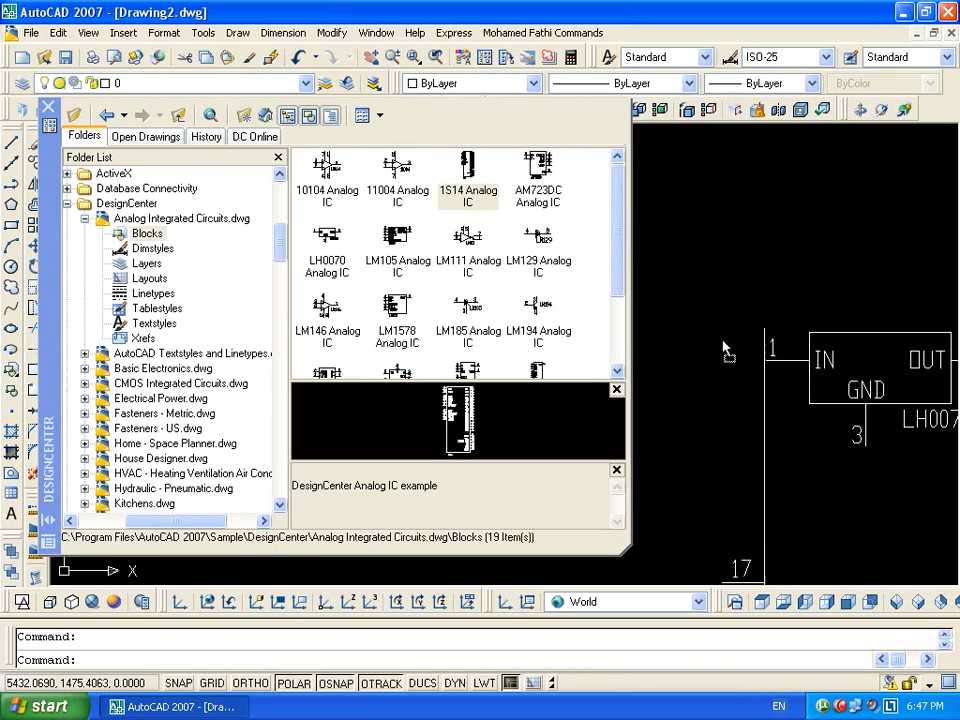 AutoCAD 2007 - [Drawing2.dwg]
File Edit View Insert Format Tools Draw Dimension Modify Window Help Express Mohamed Fathi Commands
Standard ISO-25 Standard
0 ByLayer ByLayer ByLayer ByColor
Folders Open Drawings History DC Online
Folder List
ActiveX
Database Connectivity
DesignCenter
Analog Integrated Circuits.dwg
Blocks
Dimstyles
Layers
Layouts
Linetypes
Tablestyles
Textstyles
Xrefs
AutoCAD Textstyles and Linetypes.
Basic Electronics.dwg
CMOS Integrated Circuits.dwg
Electrical Power.dwg
Fasteners - Metric.dwg
Fasteners - US.dwg
Home - Space Planner.dwg
House Designer.dwg
HVAC - Heating Ventilation Air Cond
Hydraulic - Pneumatic.dwg
Kitchens.dwg
10104 Analog IC
11004 Analog IC
1S14 Analog IC
AM723DC Analog IC
LH0070 Analog IC
LM105 Analog IC
LM111 Analog IC
LM129 Analog IC
LM146 Analog IC
LM1578 Analog IC
LM185 Analog IC
LM194 Analog IC
DesignCenter Analog IC example
C:\Program Files\AutoCAD 2007\Sample\DesignCenter\Analog Integrated Circuits.dwg\Blocks (19 Item(s))
DESIGNCENTER
1 IN OUT
GND
3 LH007
17
X
World
Command:
Command:
5432.0690, 1475.4063, 0.0000 SNAP GRID ORTHO POLAR OSNAP OTRACK DUCS DYN LWT
start AutoCAD 2007 - [Dra... EN 6:47 PM